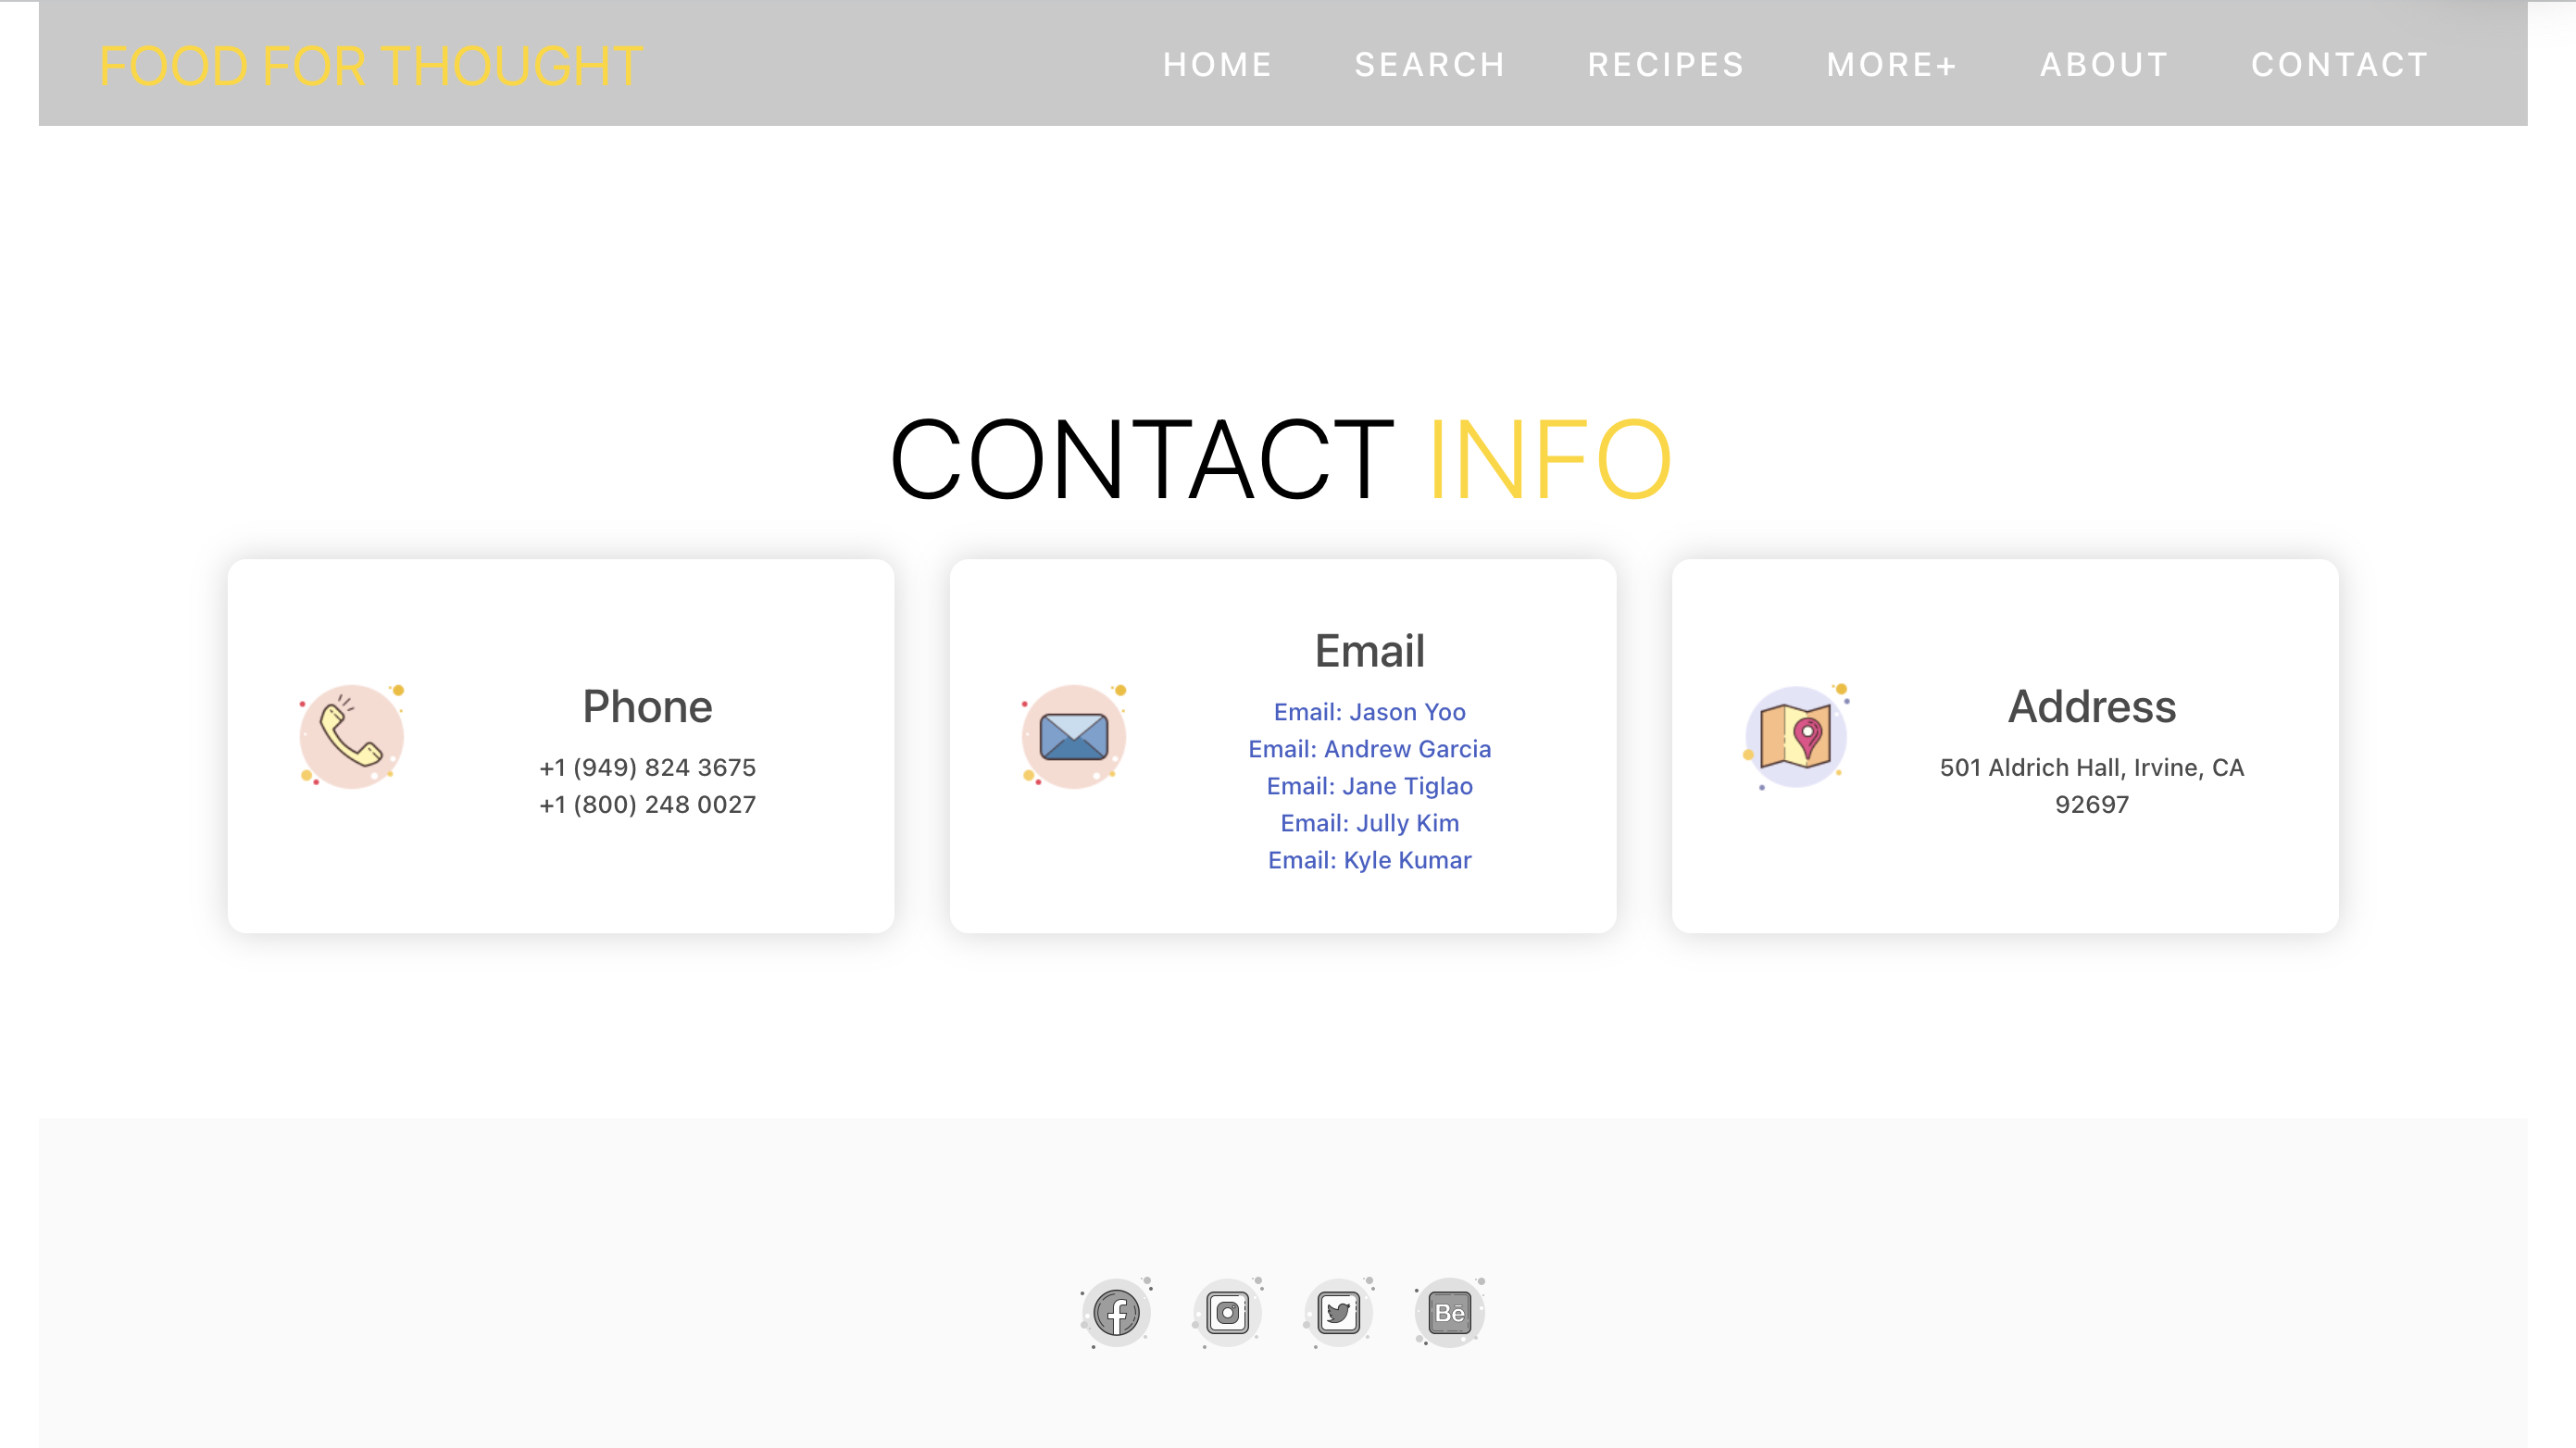 FOOD FOR THOUGHT
HOME SEARCH RECIPES MORE+ ABOUT CONTACT
CONTACT INFO
Phone
+1 (949) 824 3675
+1 (800) 248 0027
Email
Email: Jason Yoo
Email: Andrew Garcia
Email: Jane Tiglao
Email: Jully Kim
Email: Kyle Kumar
Address
501 Aldrich Hall, Irvine, CA
92697
Bē